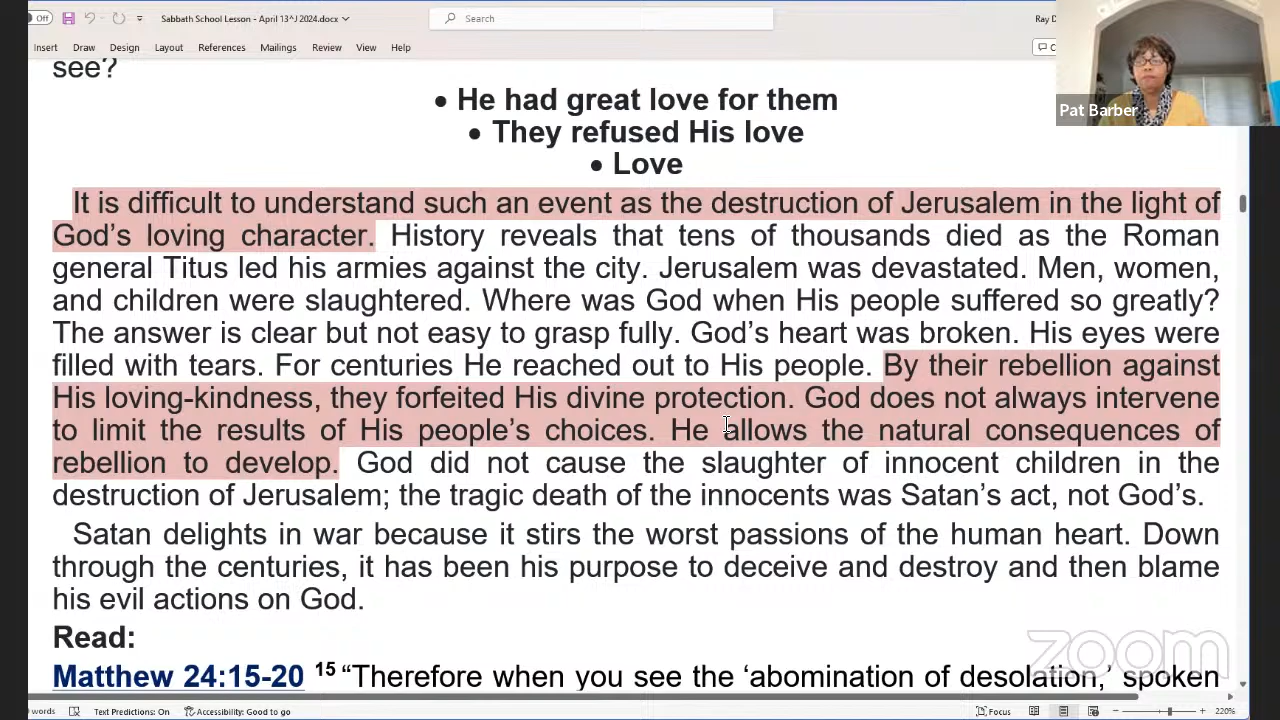 Off
Sabbath School Lesson - April 13^J 2024.docx
Search
Ray D
Insert Draw Design Layout References Mailings Review View Help
see?
Pat Barber
• He had great love for them
• They refused His love
• Love
It is difficult to understand such an event as the destruction of Jerusalem in the light of
God’s loving character. History reveals that tens of thousands died as the Roman
general Titus led his armies against the city. Jerusalem was devastated. Men, women,
and children were slaughtered. Where was God when His people suffered so greatly?
The answer is clear but not easy to grasp fully. God’s heart was broken. His eyes were
filled with tears. For centuries He reached out to His people. By their rebellion against
His loving-kindness, they forfeited His divine protection. God does not always intervene
to limit the results of His people’s choices. He allows the natural consequences of
rebellion to develop. God did not cause the slaughter of innocent children in the
destruction of Jerusalem; the tragic death of the innocents was Satan’s act, not God’s.
Satan delights in war because it stirs the worst passions of the human heart. Down
through the centuries, it has been his purpose to deceive and destroy and then blame
his evil actions on God.
Read:
zoom
Matthew 24:15-20 15 “Therefore when you see the ‘abomination of desolation,’ spoken
words Text Predictions: On Accessibility: Good to go Focus 220%